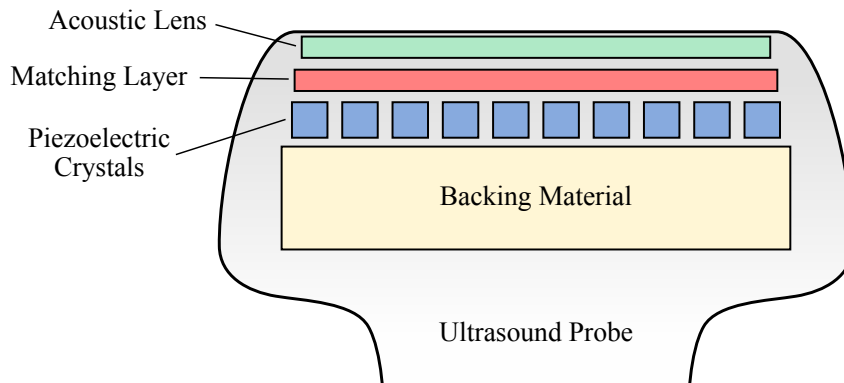 Acoustic Lens
Matching Layer
Piezoelectric
Crystals
Backing Material
Ultrasound Probe